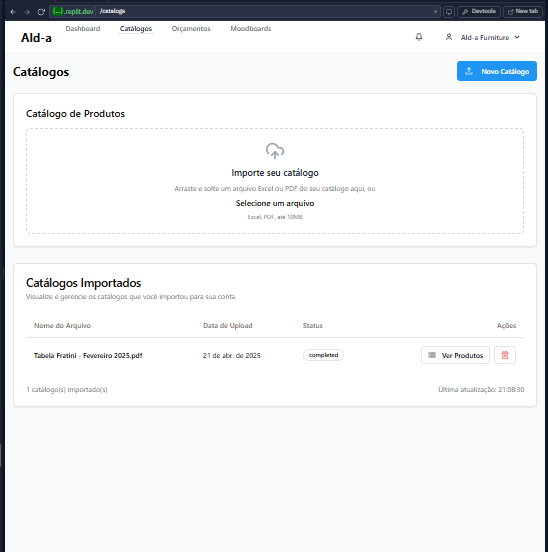 {...}.replit.dev /catalogs
Devtools
New tab
Ald-a
Dashboard Catálogos Orçamentos Moodboards
Ald-a Furniture
Catálogos
Novo Catálogo
Catálogo de Produtos
Importe seu catálogo
Arraste e solte um arquivo Excel ou PDF do seu catálogo aqui, ou
Selecione um arquivo
Excel, PDF, até 10MB
Catálogos Importados
Visualize e gerencie os catálogos que você importou para sua conta.
Nome do Arquivo Data de Upload Status Ações
Tabela Fratini - Fevereiro 2025.pdf 21 de abr. de 2025 completed Ver Produtos
1 catálogo(s) importado(s) Última atualização: 21:08:30